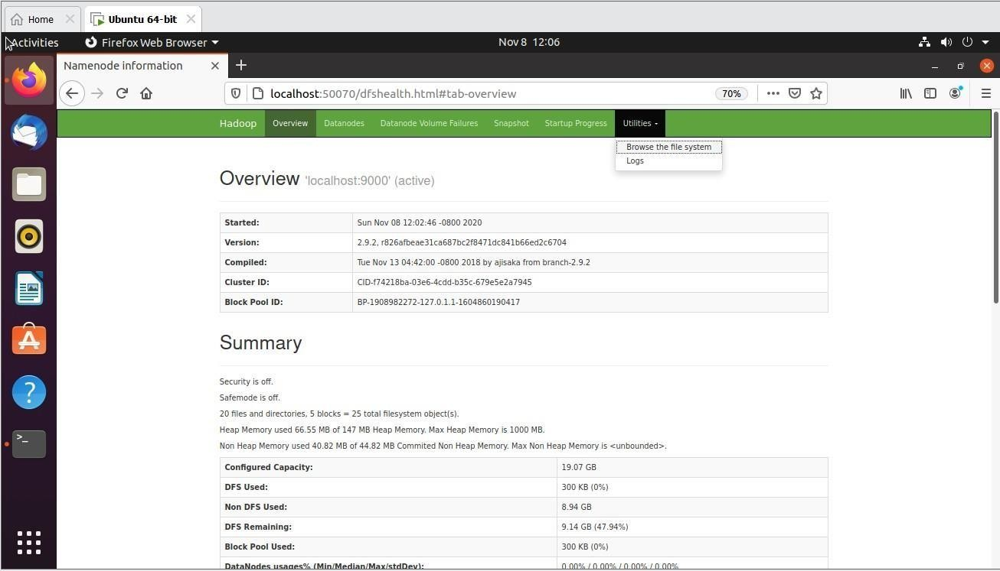 Home
Ubuntu 64-bit
Activities
Firefox Web Browser
Nov 8 12:06
Namenode information
localhost:50070/dfshealth.html#tab-overview
70%
Hadoop Overview Datanodes Datanode Volume Failures Snapshot Startup Progress Utilities
Browse the file system
Logs
Overview 'localhost:9000' (active)
Started: Sun Nov 08 12:02:46 -0800 2020
Version: 2.9.2, r826afbeae31ca687bc2f8471dc841b66ed2c6704
Compiled: Tue Nov 13 04:42:00 -0800 2018 by ajisaka from branch-2.9.2
Cluster ID: CID-f74218ba-03e6-4cdd-b35c-679e5e2a7945
Block Pool ID: BP-1908982272-127.0.1.1-1604860190417
Summary
Security is off.
Safemode is off.
20 files and directories, 5 blocks = 25 total filesystem object(s).
Heap Memory used 66.55 MB of 147 MB Heap Memory. Max Heap Memory is 1000 MB.
Non Heap Memory used 40.82 MB of 44.82 MB Commited Non Heap Memory. Max Non Heap Memory is <unbounded>.
Configured Capacity: 19.07 GB
DFS Used: 300 KB (0%)
Non DFS Used: 8.94 GB
DFS Remaining: 9.14 GB (47.94%)
Block Pool Used: 300 KB (0%)
DataNodes usages% (Min/Median/Max/stdDev): 0.00% / 0.00% / 0.00% / 0.00%